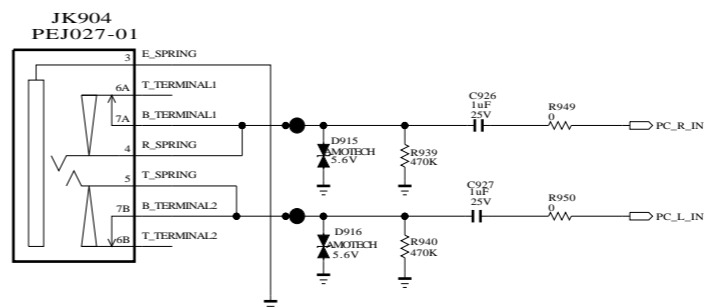 JK904
PEJ027-01
3 E_SPRING
6A T_TERMINAL1
7A B_TERMINAL1
4 R_SPRING
5 T_SPRING
7B B_TERMINAL2
6B T_TERMINAL2
C926
1uF
25V
R949
0
PC_R_IN
D915
AMOTECH
5.6V
R939
470K
C927
1uF
25V
R950
0
PC_L_IN
D916
AMOTECH
5.6V
R940
470K